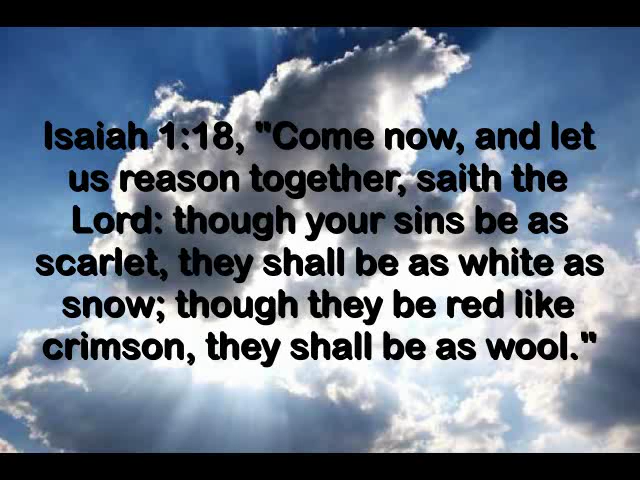 Isaiah 1:18, "Come now, and let
us reason together, saith the
Lord: though your sins be as
scarlet, they shall be as white as
snow; though they be red like
crimson, they shall be as wool."